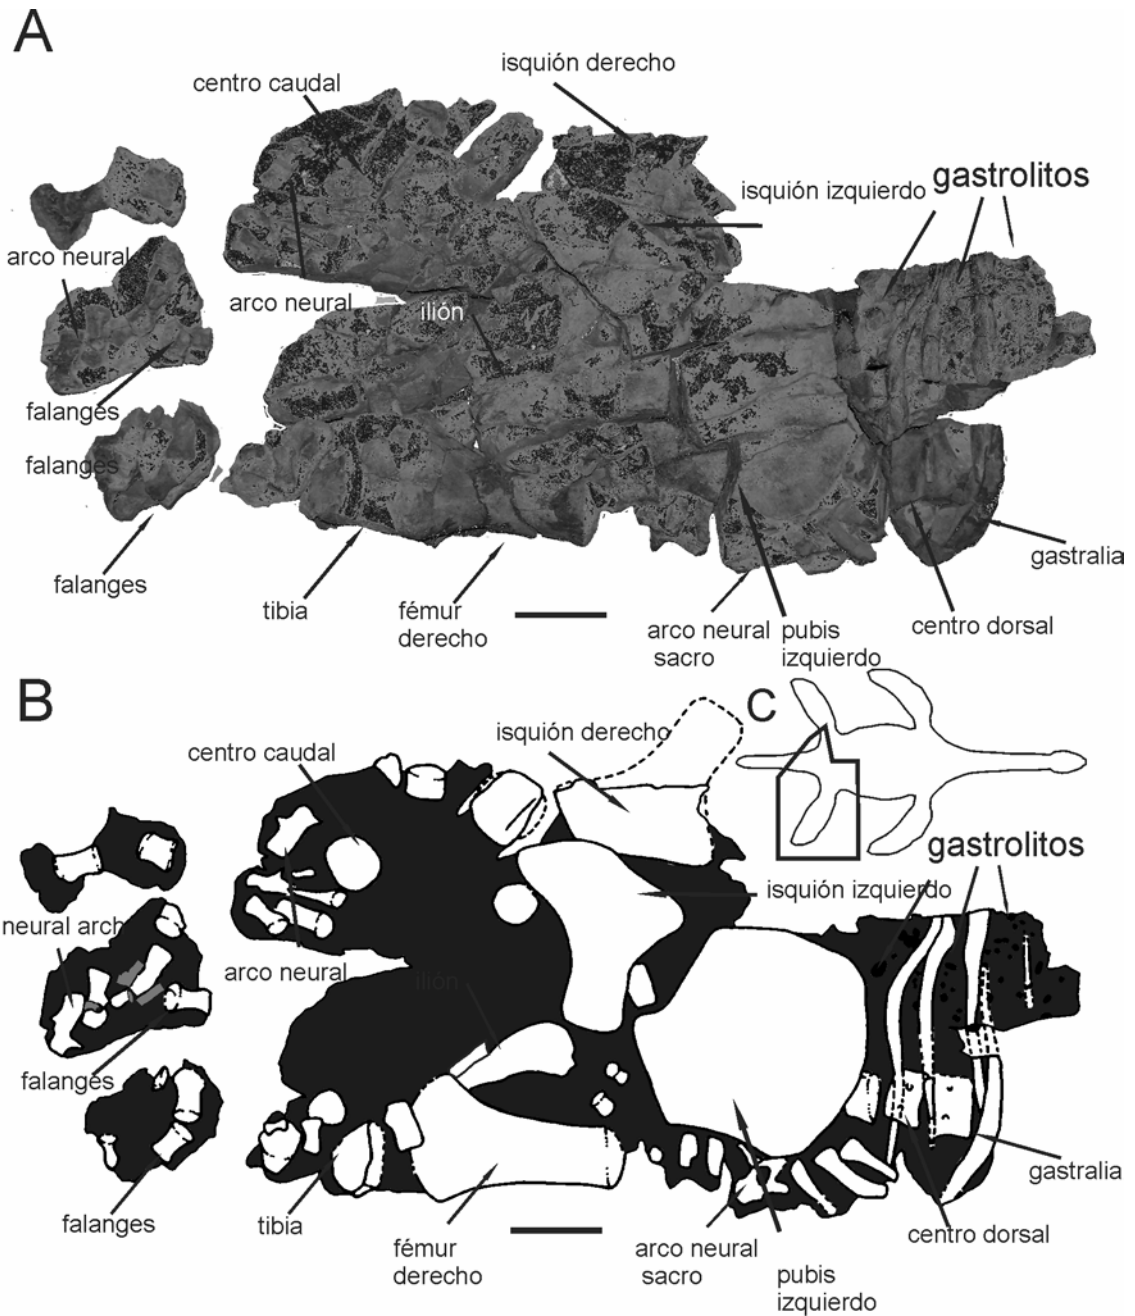 A
isquión derecho
centro caudal
isquión izquierdo
gastrolitos
arco neural
arco neural
ilión
falanges
falanges
falanges
tibia
fémur
derecho
arco neural
sacro
pubis
izquierdo
centro dorsal
gastralia
B
C
isquión derecho
centro caudal
gastrolitos
isquión izquierdo
neural arch
arco neural
ilión
falanges
falanges
tibia
fémur
derecho
arco neural
sacro
pubis
izquierdo
centro dorsal
gastralia